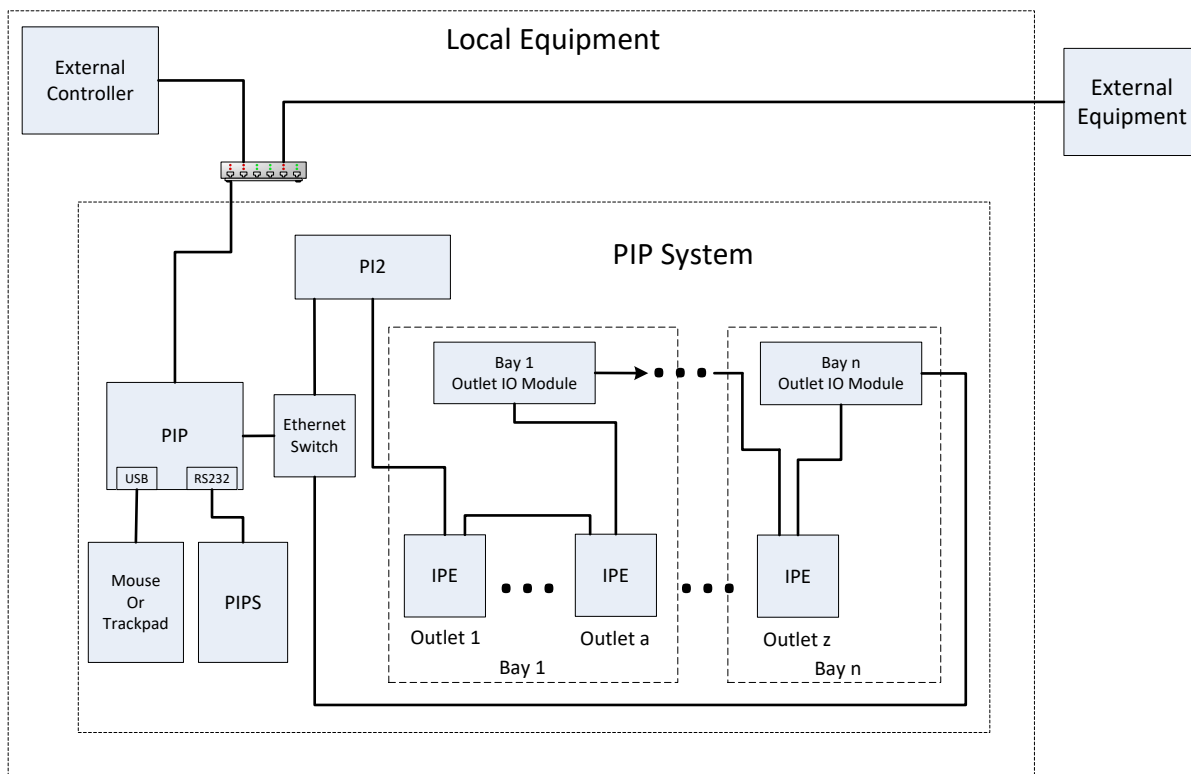 Local Equipment
External
Controller
External
Equipment
PIP System
PI2
Bay 1
Outlet IO Module
Bay n
Outlet IO Module
PIP
Ethernet
Switch
USB
RS232
Mouse
Or
Trackpad
PIPS
IPE
IPE
IPE
Outlet 1
Outlet a
Outlet z
Bay 1
Bay n